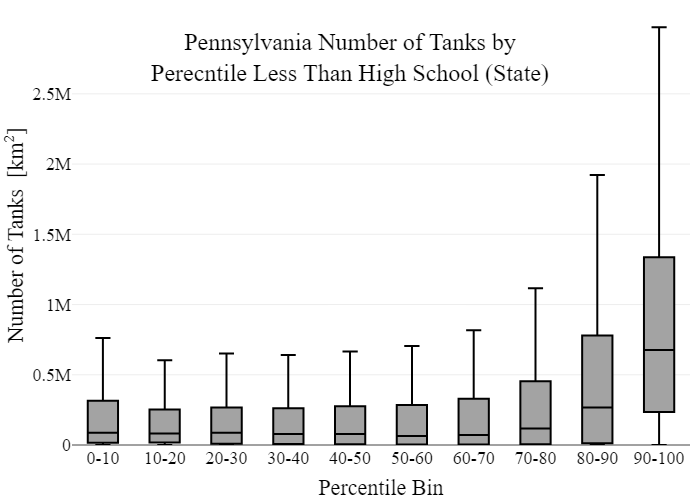 Pennsylvania Number of Tanks by
Perecntile Less Than High School (State)
Number of Tanks [km²]
2.5M
2M
1.5M
1M
0.5M
0
0-10 10-20 20-30 30-40 40-50 50-60 60-70 70-80 80-90 90-100
Percentile Bin